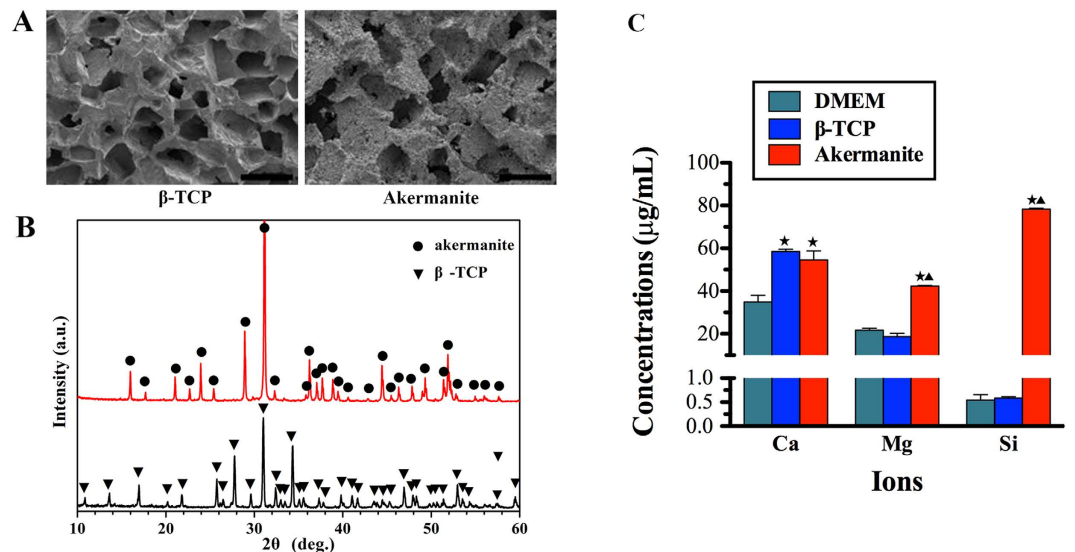 A
β-TCP
Akermanite
B
akermanite
β -TCP
Intensity (a.u.)
10
20
30
40
50
60
2θ (deg.)
C
DMEM
β-TCP
Akermanite
Concentrations (μg/mL)
100
80
60
40
20
1.0
0.5
0.0
Ca
Mg
Si
Ions